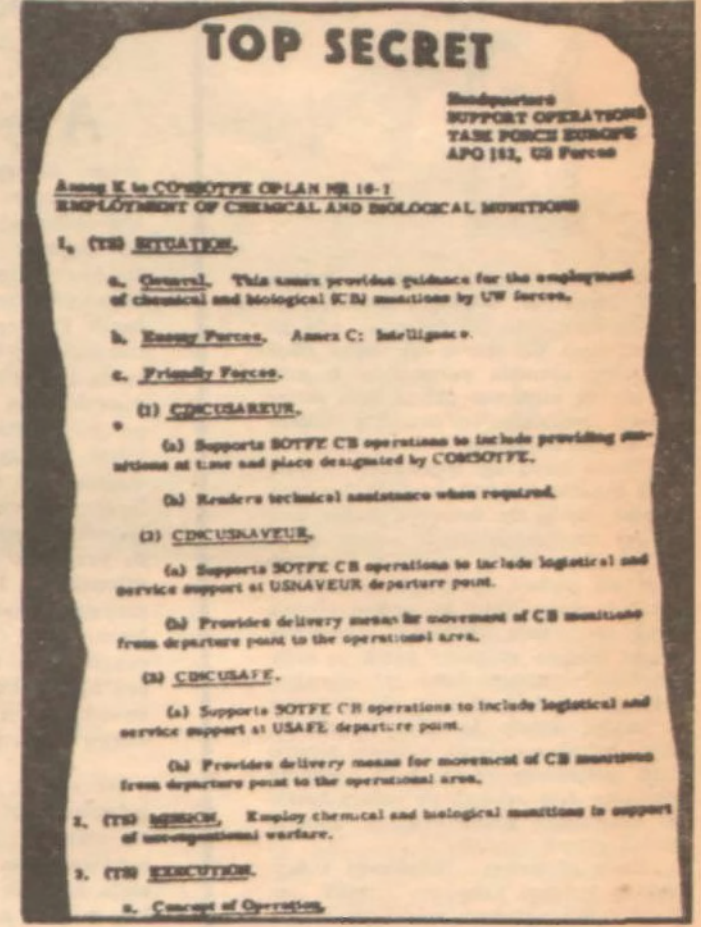 TOP SECRET
Headquarters
SUPPORT OPERATIONS
TASK FORCE EUROPE
APO 163, US Forces
Annex K to COMSOTFE OPLAN NR 10-1
EMPLOYMENT OF CHEMICAL AND BIOLOGICAL MUNITIONS
1. (TS) SITUATION.
a. General. This annex provides guidance for the employment
of chemical and biological (CB) munitions by UW forces.
b. Enemy Forces. Annex C: Intelligence.
c. Friendly Forces.
(1) CINCUSAREUR.
(a) Supports SOTFE CB operations to include providing mu-
nitions at time and place designated by COMSOTFE.
(b) Renders technical assistance when required.
(2) CINCUSNAVEUR.
(a) Supports SOTFE CB operations to include logistical and
service support at USNAVEUR departure point.
(b) Provides delivery means for movement of CB munitions
from departure point to the operational area.
(3) CINCUSAFE.
(a) Supports SOTFE CB operations to include logistical and
service support at USAFE departure point.
(b) Provides delivery means for movement of CB munitions
from departure point to the operational area.
2. (TS) MISSION. Employ chemical and biological munitions in support
of unconventional warfare.
3. (TS) EXECUTION.
a. Concept of Operation.